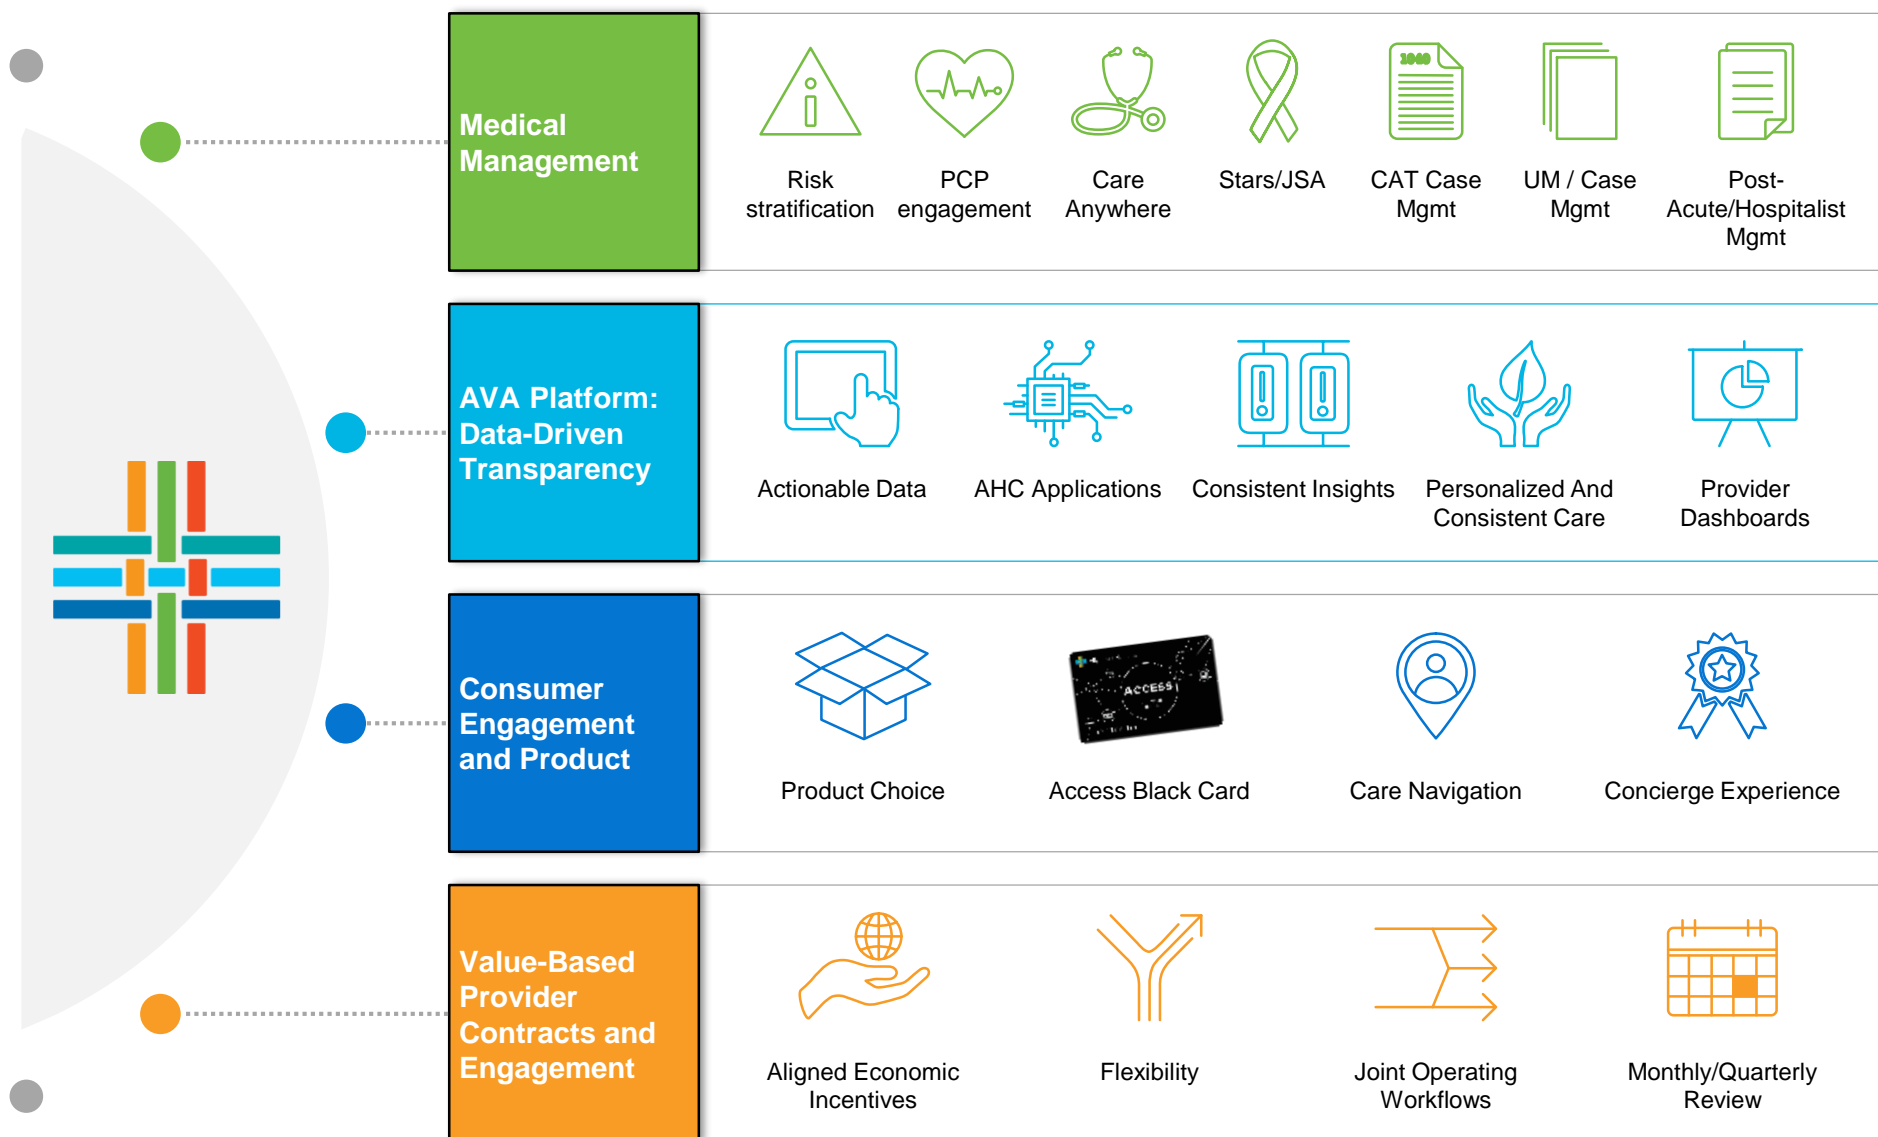 Medical
Management
1040
Risk
stratification
PCP
engagement
Care
Anywhere
Stars/JSA
CAT Case
Mgmt
UM / Case
Mgmt
Post-
Acute/Hospitalist
Mgmt
AVA Platform:
Data-Driven
Transparency
Actionable Data
AHC Applications
Consistent Insights
Personalized And
Consistent Care
Provider
Dashboards
Consumer
Engagement
and Product
ACCESS
Product Choice
Access Black Card
Care Navigation
Concierge Experience
Value-Based
Provider
Contracts and
Engagement
Aligned Economic
Incentives
Flexibility
Joint Operating
Workflows
Monthly/Quarterly
Review